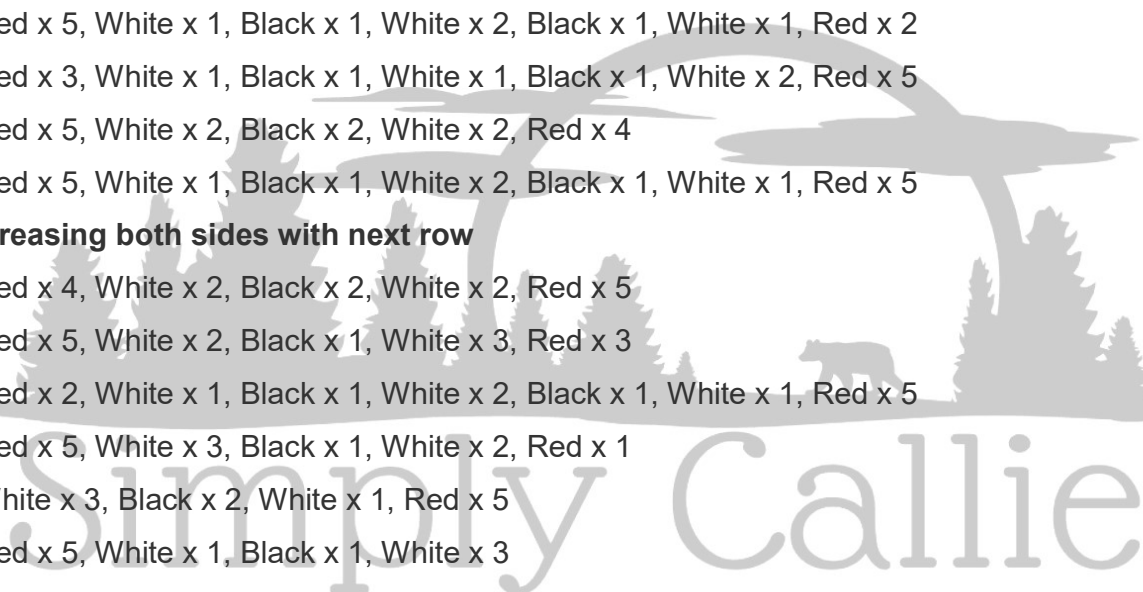 ed x 5, White x 1, Black x 1, White x 2, Black x 1, White x 1, Red x 2
ed x 3, White x 1, Black x 1, White x 1, Black x 1, White x 2, Red x 5
ed x 5, White x 2, Black x 2, White x 2, Red x 4
ed x 5, White x 1, Black x 1, White x 2, Black x 1, White x 1, Red x 5
reasing both sides with next row
ed x 4, White x 2, Black x 2, White x 2, Red x 5
ed x 5, White x 2, Black x 1, White x 3, Red x 3
ed x 2, White x 1, Black x 1, White x 2, Black x 1, White x 1, Red x 5
ed x 5, White x 3, Black x 1, White x 2, Red x 1
hite x 3, Black x 2, White x 1, Red x 5
ed x 5, White x 1, Black x 1, White x 3
Simply Callie